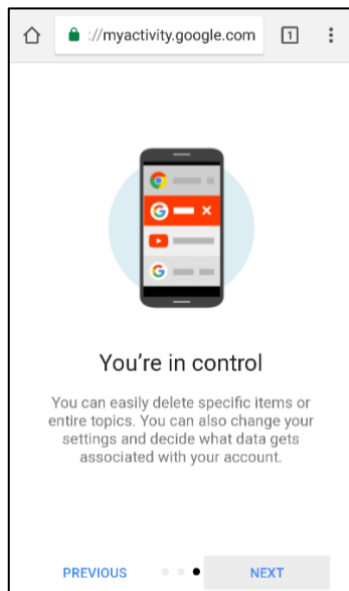 ://myactivity.google.com 1
You're in control
You can easily delete specific items or
entire topics. You can also change your
settings and decide what data gets
associated with your account.
PREVIOUS NEXT